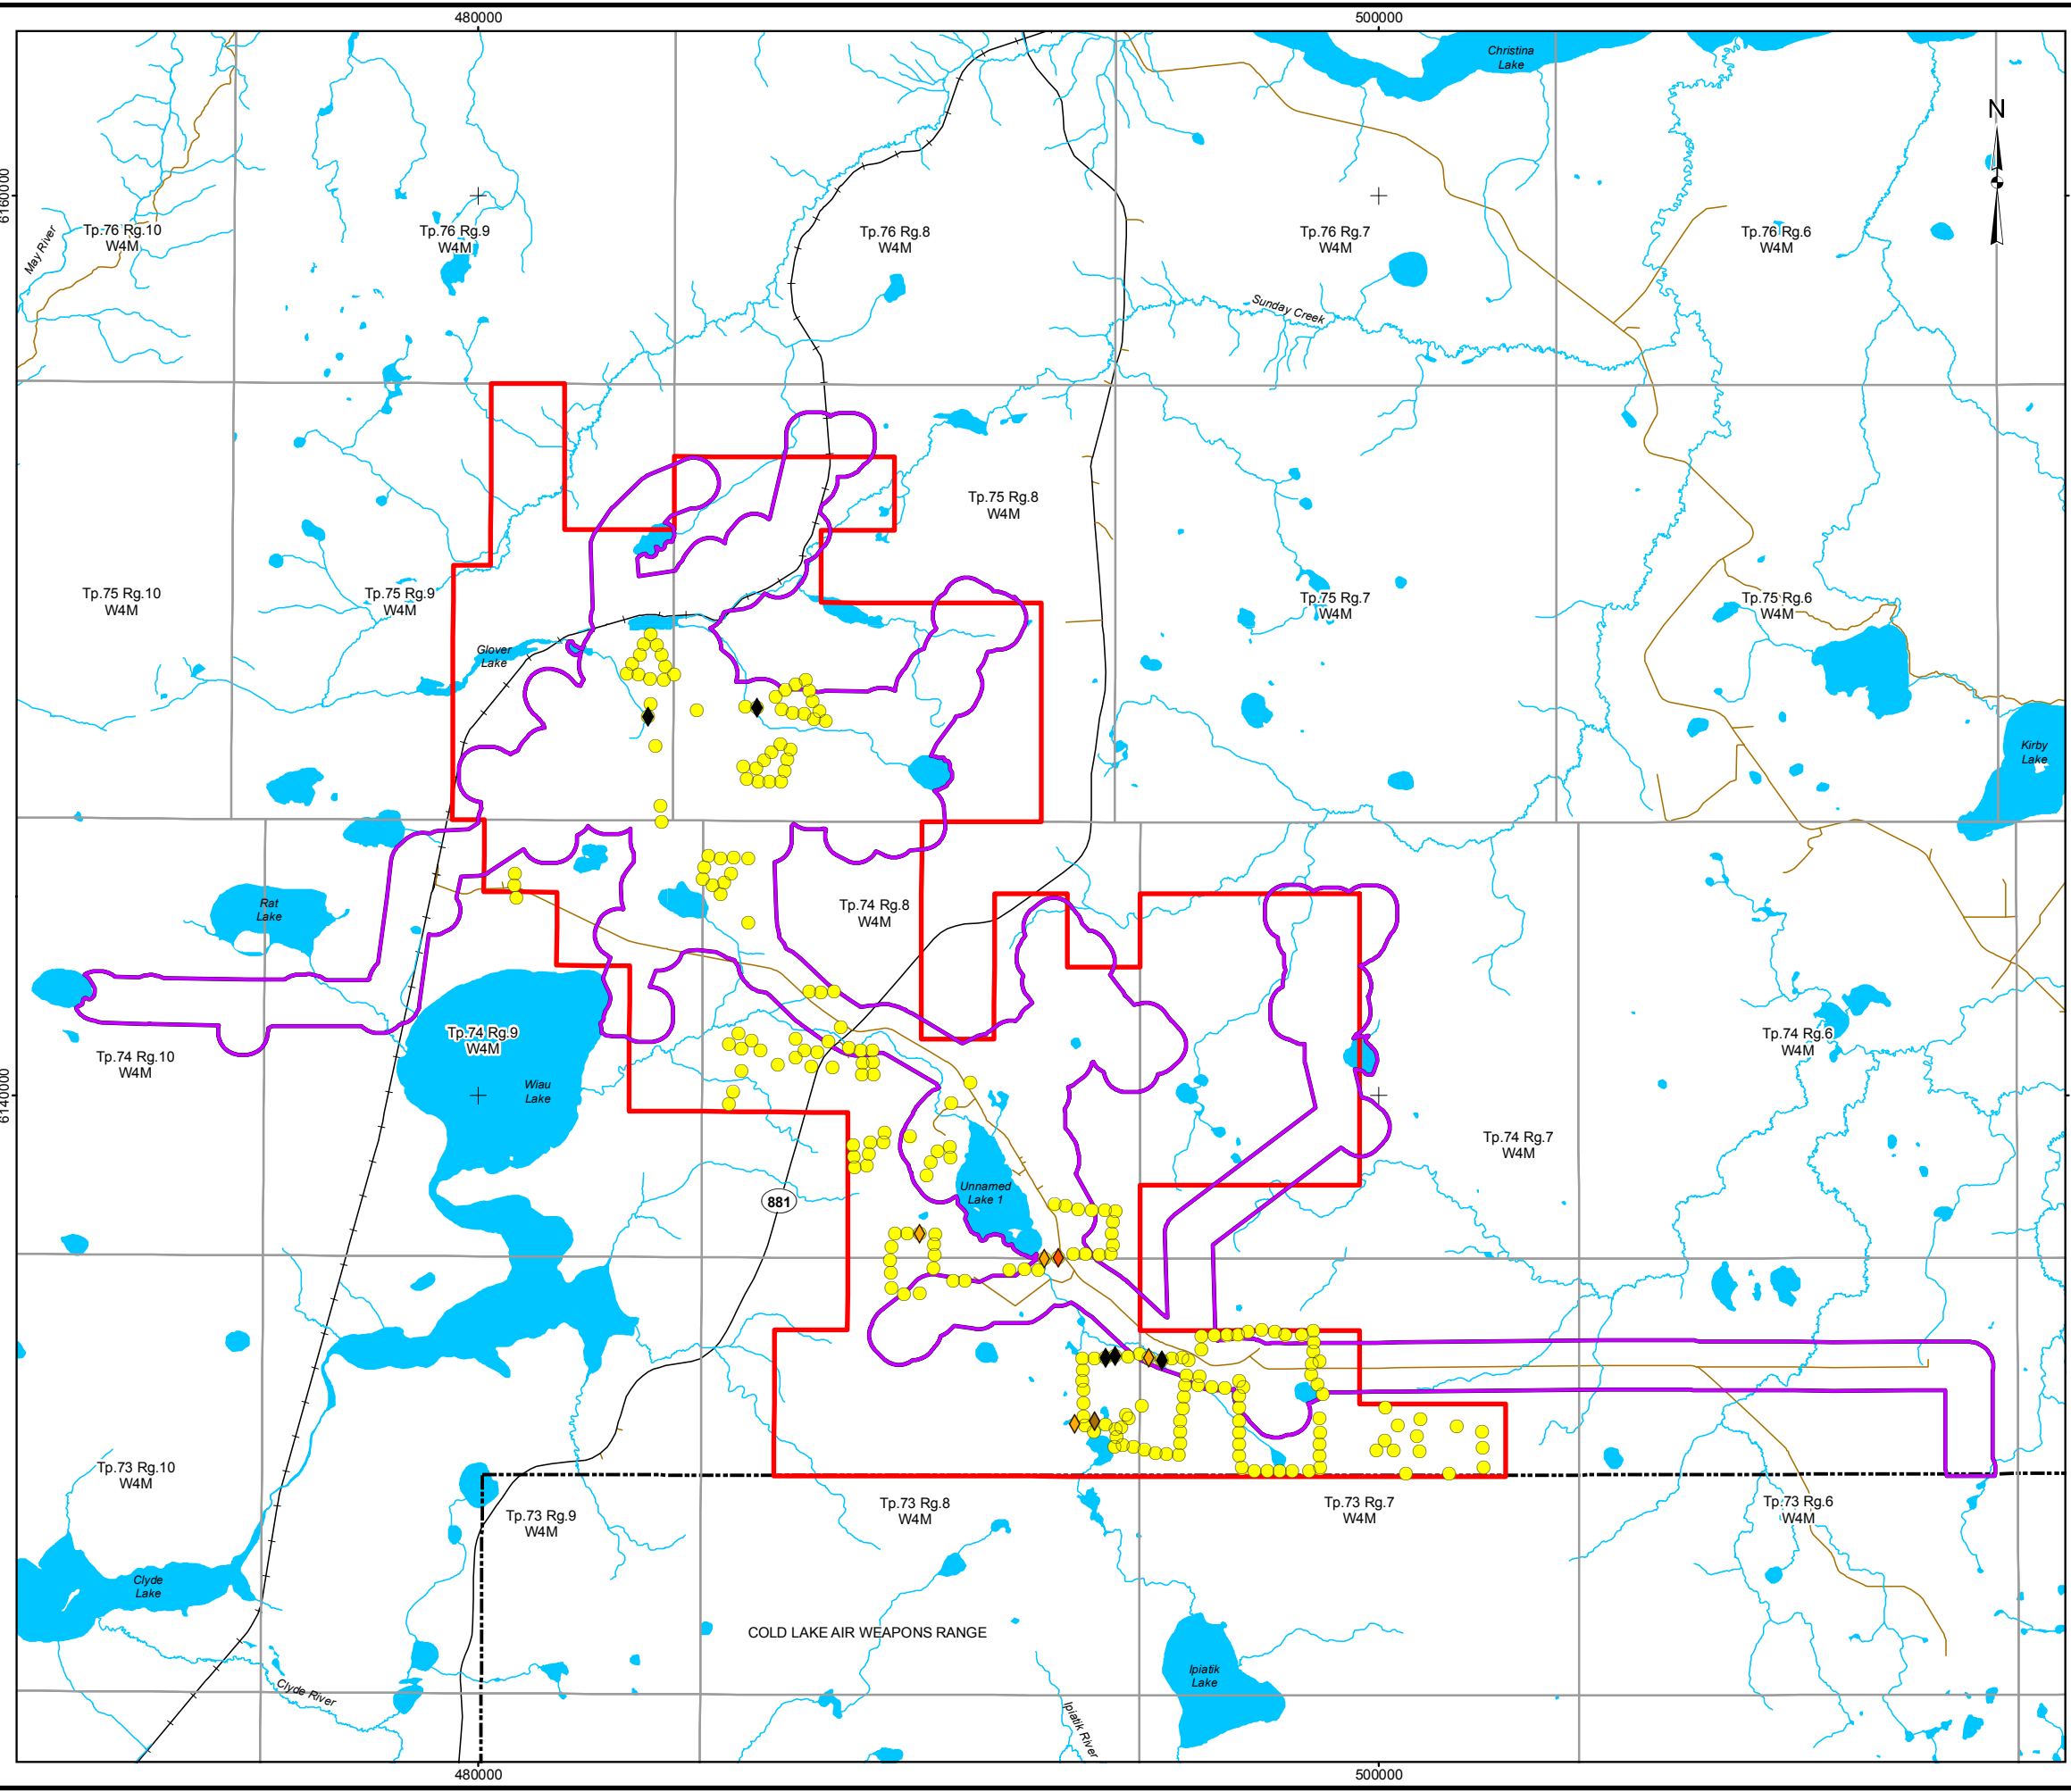 480000
500000
Christina
Lake
N
6160000
May River
Tp.76 Rg.10
W4M
Tp.76 Rg.9
W4M
Tp.76 Rg.8
W4M
Tp.76 Rg.7
W4M
Tp.76 Rg.6
W4M
Sunday Creek
Tp.75 Rg.8
W4M
Tp.75 Rg.10
W4M
Tp.75 Rg.9
W4M
Tp.75 Rg.7
W4M
Tp.75 Rg.6
W4M
Glover
Lake
Kirby
Lake
Rat
Lake
Tp.74 Rg.8
W4M
Tp.74 Rg.9
W4M
Tp.74 Rg.10
W4M
Tp.74 Rg.6
W4M
Wiau
Lake
6140000
Tp.74 Rg.7
W4M
Unnamed
Lake 1
881
Tp.73 Rg.10
W4M
Tp.73 Rg.9
W4M
Tp.73 Rg.8
W4M
Tp.73 Rg.7
W4M
Tp.73 Rg.6
W4M
Clyde
Lake
COLD LAKE AIR WEAPONS RANGE
Ipiatik
Lake
Clyde River
Ipiatik River
480000
500000